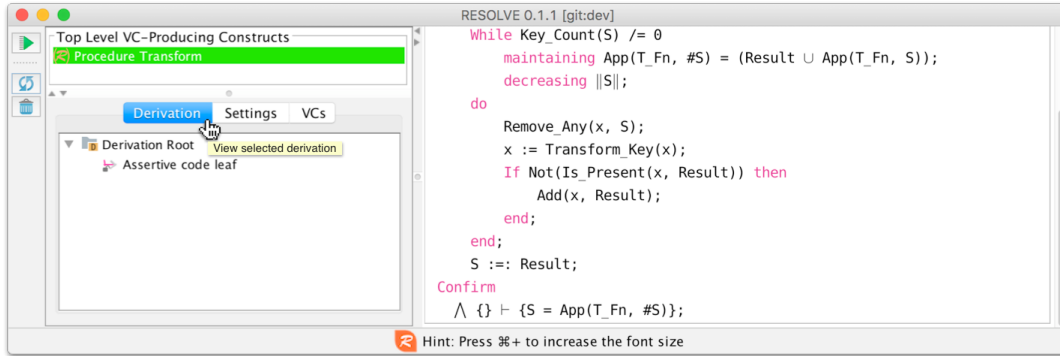 RESOLVE 0.1.1 [git:dev]
Top Level VC-Producing Constructs
Procedure Transform
Derivation Settings VCs
View selected derivation
Derivation Root
Assertive code leaf
While Key_Count(S) /= 0
maintaining App(T_Fn, #S) = (Result ∪ App(T_Fn, S));
decreasing ‖S‖;
do
Remove_Any(x, S);
x := Transform_Key(x);
If Not(Is_Present(x, Result)) then
Add(x, Result);
end;
end;
S :=: Result;
Confirm
⋀ {} ⊢ {S = App(T_Fn, #S)};
Hint: Press ⌘+ to increase the font size